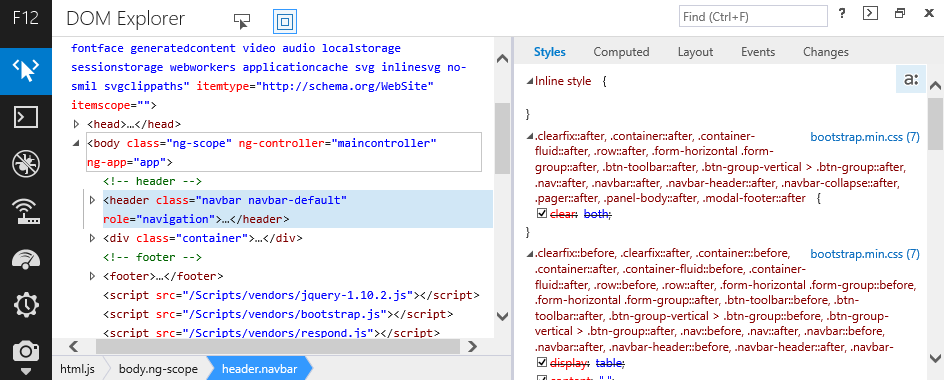 F12 DOM Explorer Find (Ctrl+F) ?
fontface generatedcontent video audio localstorage
sessionstorage webworkers applicationcache svg inlinesvg no-
smil svgclippaths" itemtype="http://schema.org/WebSite"
itemscope="">
<head>…</head>
<body class="ng-scope" ng-controller="maincontroller"
ng-app="app">
<!-- header -->
<header class="navbar navbar-default"
role="navigation">…</header>
<div class="container">…</div>
<!-- footer -->
<footer>…</footer>
<script src="/Scripts/vendors/jquery-1.10.2.js"></script>
<script src="/Scripts/vendors/bootstrap.js"></script>
<script src="/Scripts/vendors/respond.js"></script>
html.js body.ng-scope header.navbar
Styles Computed Layout Events Changes
Inline style {
a:
}
.clearfix::after, .container::after, .container- bootstrap.min.css (7)
fluid::after, .row::after, .form-horizontal .form-
group::after, .btn-toolbar::after, .btn-group-vertical > .btn-group::after,
.nav::after, .navbar::after, .navbar-header::after, .navbar-collapse::after,
.pager::after, .panel-body::after, .modal-footer::after {
clear: both;
}
.clearfix::before, .clearfix::after, .container::before, bootstrap.min.css (7)
.container::after, .container-fluid::before, .container-
fluid::after, .row::before, .row::after, .form-horizontal .form-group::before,
.form-horizontal .form-group::after, .btn-toolbar::before, .btn-
toolbar::after, .btn-group-vertical > .btn-group::before, .btn-group-
vertical > .btn-group::after, .nav::before, .nav::after, .navbar::before,
.navbar::after, .navbar-header::before, .navbar-header::after, .navbar-
display: table;
content: " ";